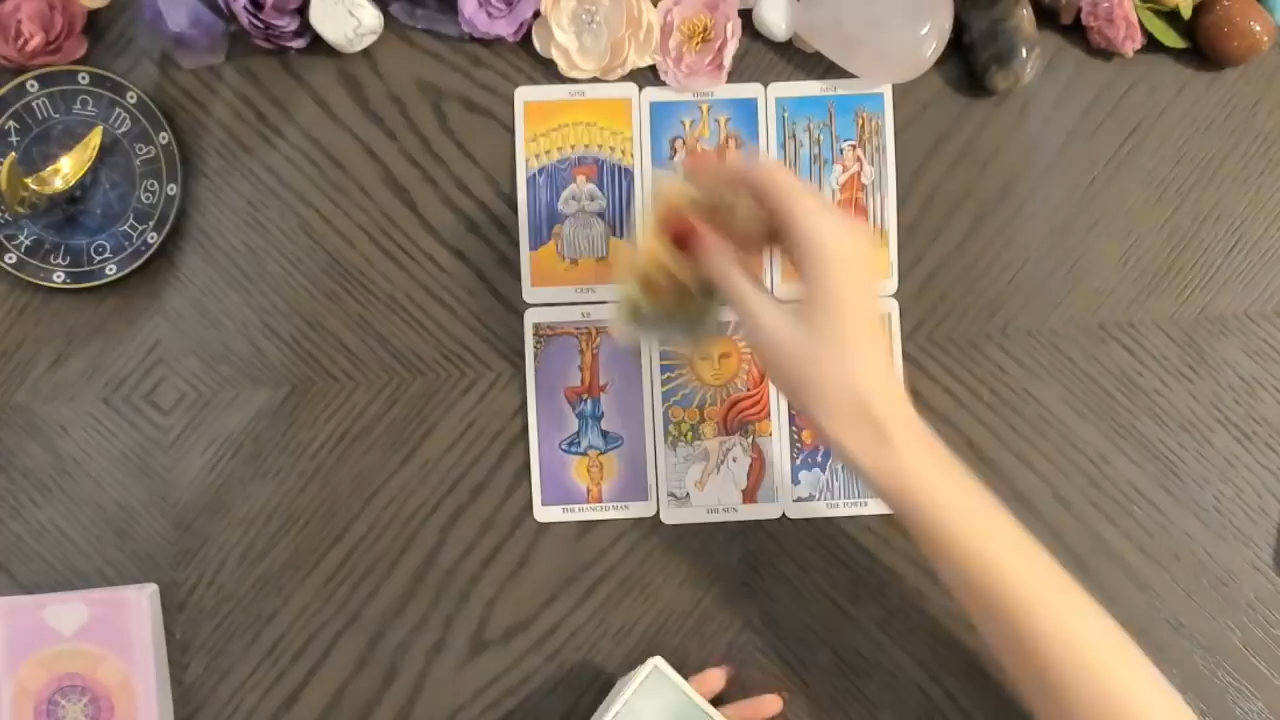 NINE
THREE
NINE
CUPS
XII
THE HANGED MAN
THE SUN
THE TOWER